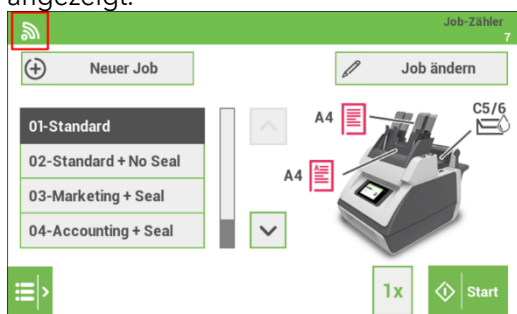 angezeigt.
Job-Zähler
7
Neuer Job
Job ändern
01-Standard
02-Standard + No Seal
03-Marketing + Seal
04-Accounting + Seal
A4
C5/6
A4
1x
Start